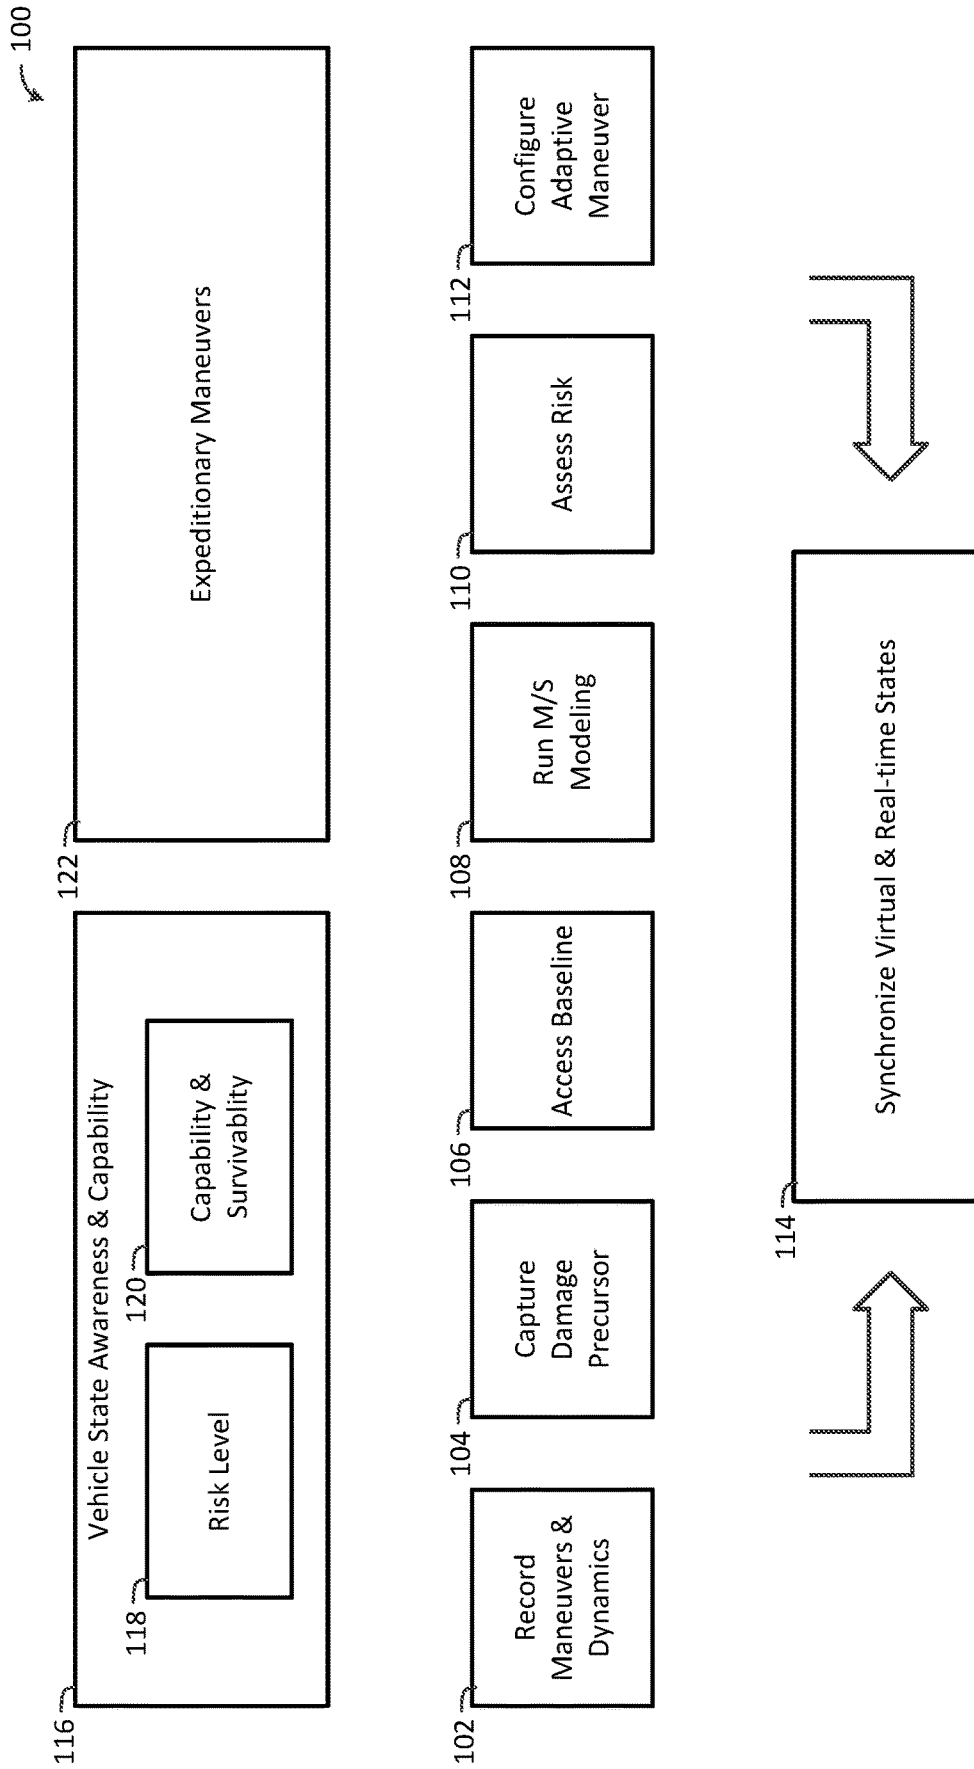 100
116
Vehicle State Awareness & Capability
118
Risk Level
120
Capability &
Survivablity
122
Expeditionary Maneuvers
102
Record
Maneuvers &
Dynamics
104
Capture
Damage
Precursor
106
Access Baseline
108
Run M/S
Modeling
110
Assess Risk
112
Configure
Adaptive
Maneuver
114
Synchronize Virtual & Real-time States